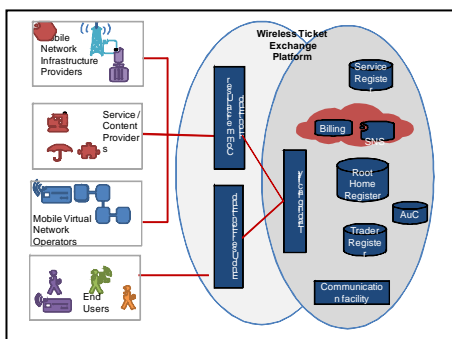 Wireless Ticket
Exchange
Platform
Mobile
Network
Infrastructure
Providers
Service /
Content
Provider
s
Mobile Virtual
Network
Operators
End
Users
Service
Registe
r
Billing
SNS
Root
Home
Register
AuC
Trader
Registe
r
Communicatio
n facility